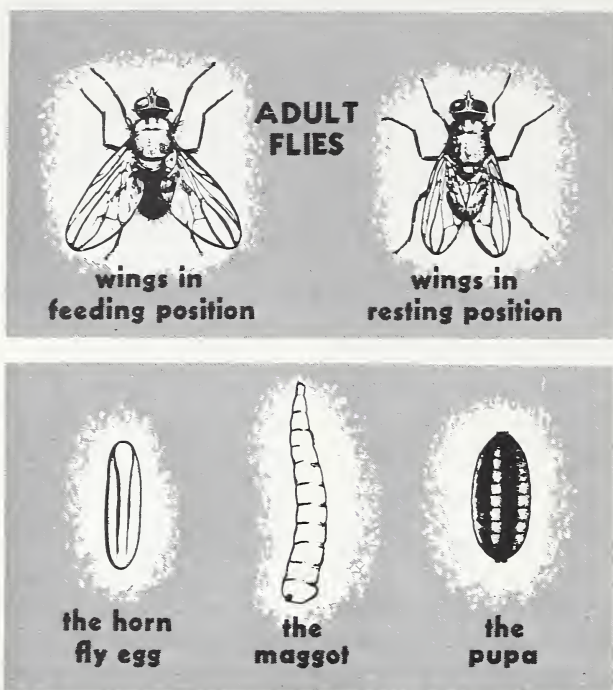 ADULT
FLIES
wings in
feeding position
wings in
resting position
the horn
fly egg
the
maggot
the
pupa